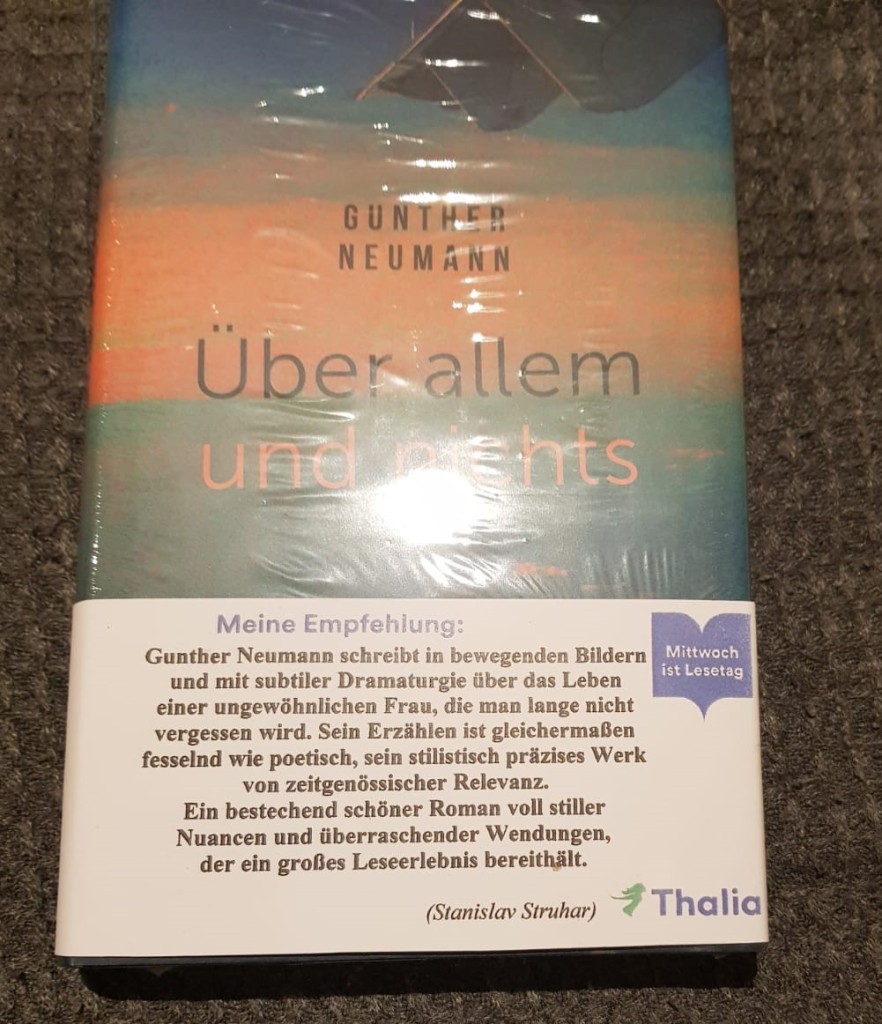 GUNTHER
NEUMANN
Über allem
und nichts
Meine Empfehlung:
Gunther Neumann schreibt in bewegenden Bildern
und mit subtiler Dramaturgie über das Leben
einer ungewöhnlichen Frau, die man lange nicht
vergessen wird. Sein Erzählen ist gleichermaßen
fesselnd wie poetisch, sein stilistisch präzises Werk
von zeitgenössischer Relevanz.
Ein bestechend schöner Roman voll stiller
Nuancen und überraschender Wendungen,
der ein großes Leseerlebnis bereithält.
(Stanislav Struhar)
Mittwoch
ist Lesetag
Thalia